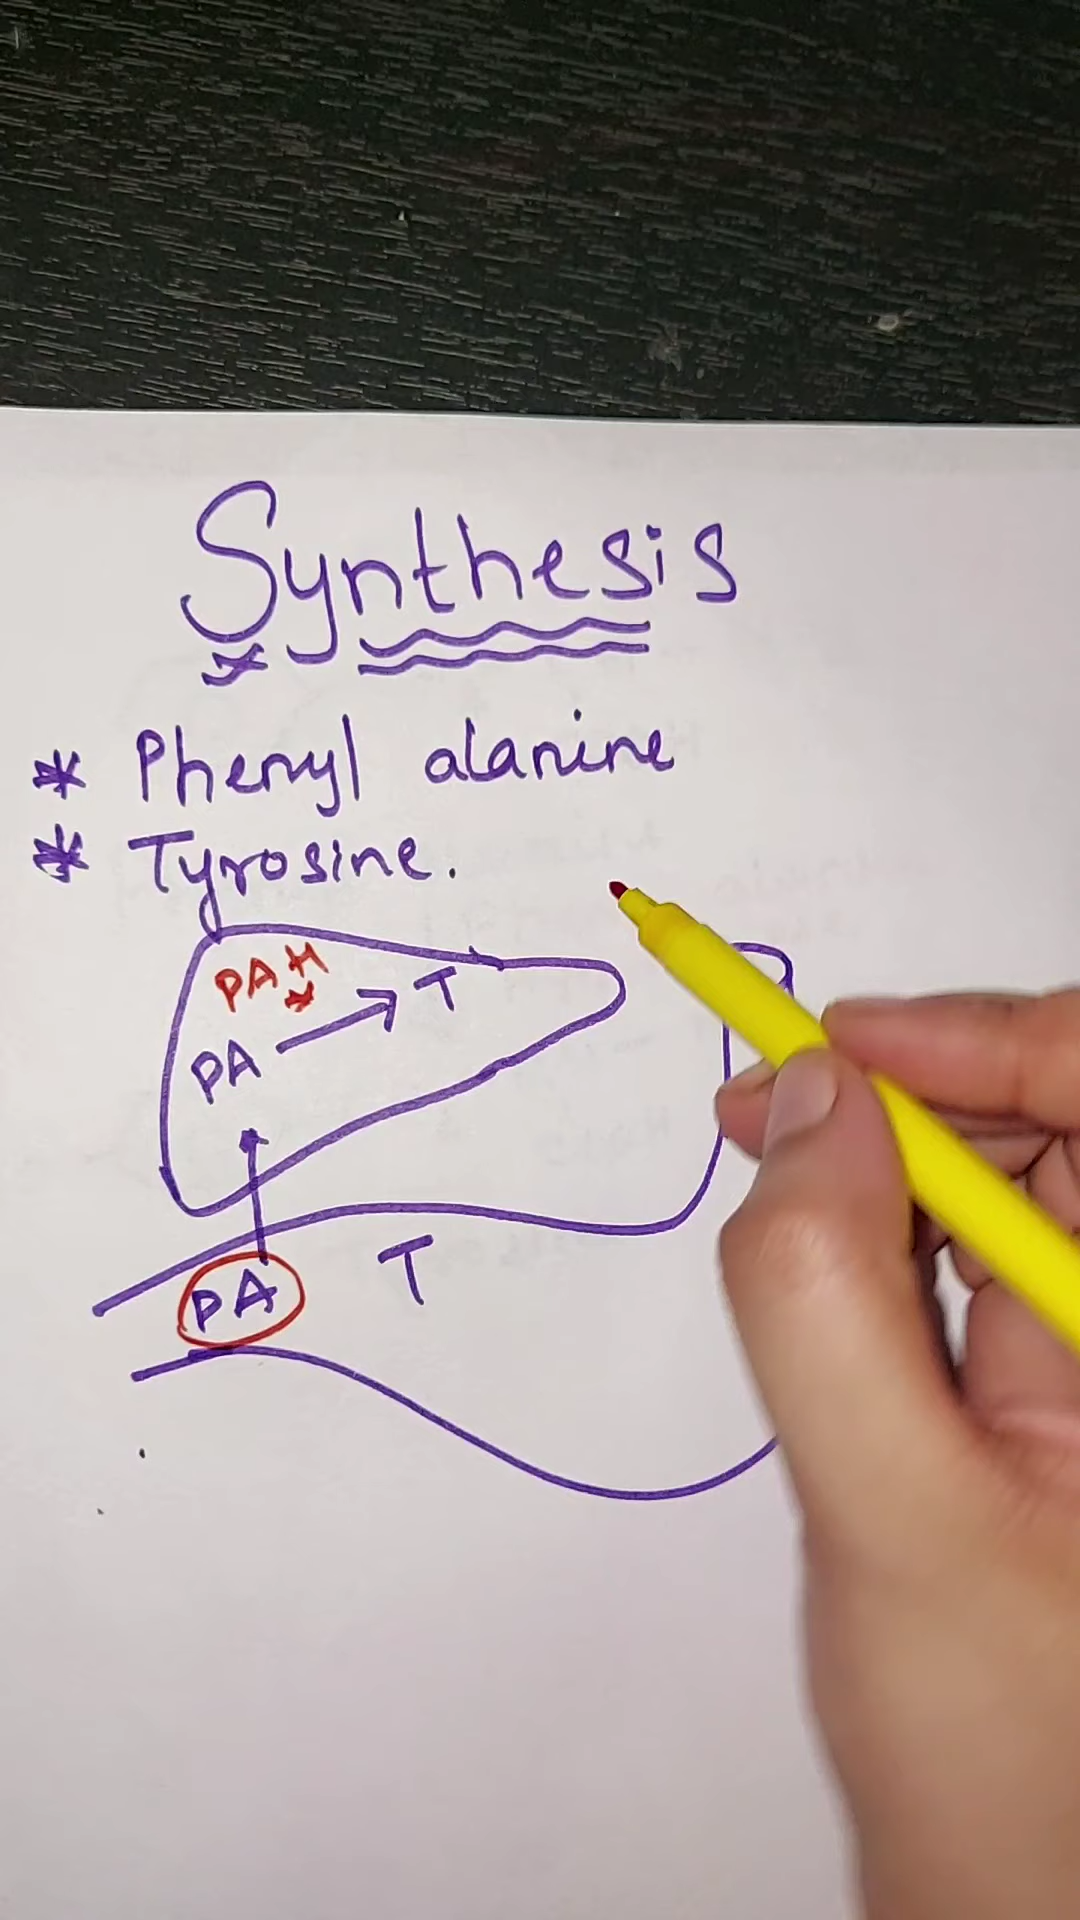 Synthesis
* Phenyl alanine
* Tyrosine.
PAH
*
PA → T
PA T